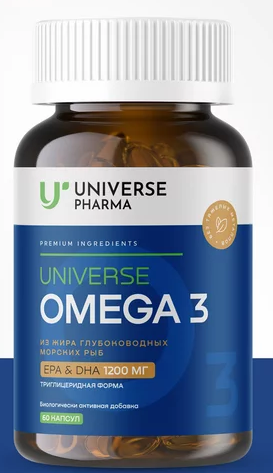 UNIVERSE
PHARMA
PREMIUM INGREDIENTS
UNIVERSE
OMEGA 3
ИЗ ЖИРА ГЛУБОКОВОДНЫХ
МОРСКИХ РЫБ
EPA & DHA 1200 МГ
ТРИГЛИЦЕРИДНАЯ ФОРМА
Биологически активная добавка
60 КАПСУЛ
3